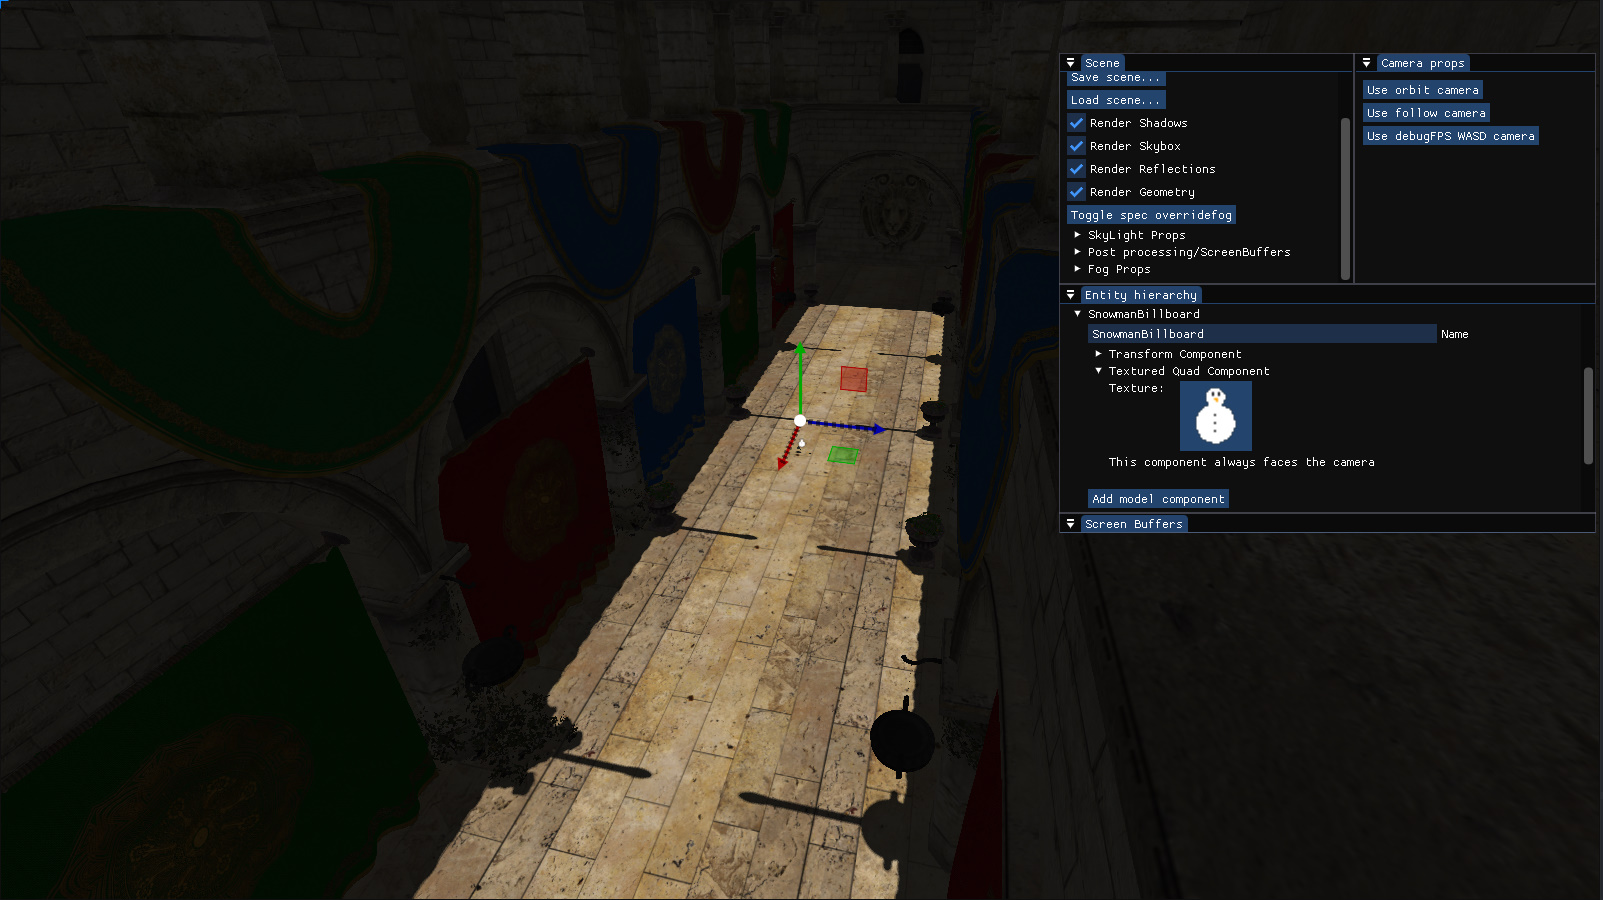 Scene
Save scene...
Load scene...
Render Shadows
Render Skybox
Render Reflections
Render Geometry
Toggle spec overridefog
SkyLight Props
Post processing/ScreenBuffers
Fog Props
Camera props
Use orbit camera
Use follow camera
Use debugFPS WASD camera
Entity hierarchy
SnowmanBillboard
SnowmanBillboard Name
Transform Component
Textured Quad Component
Texture:
This component always faces the camera
Add model component
Screen Buffers